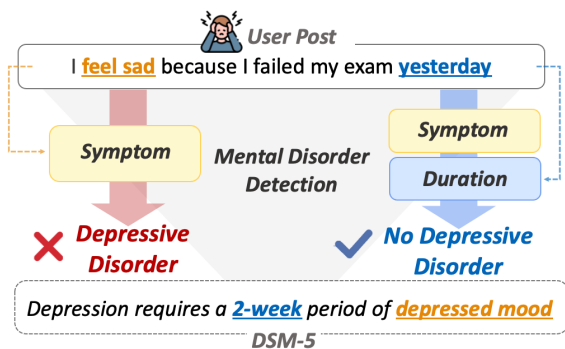 User Post
I feel sad because I failed my exam yesterday
Symptom
Mental Disorder
Detection
Symptom
Duration
Depressive
Disorder
No Depressive
Disorder
Depression requires a 2-week period of depressed mood
DSM-5